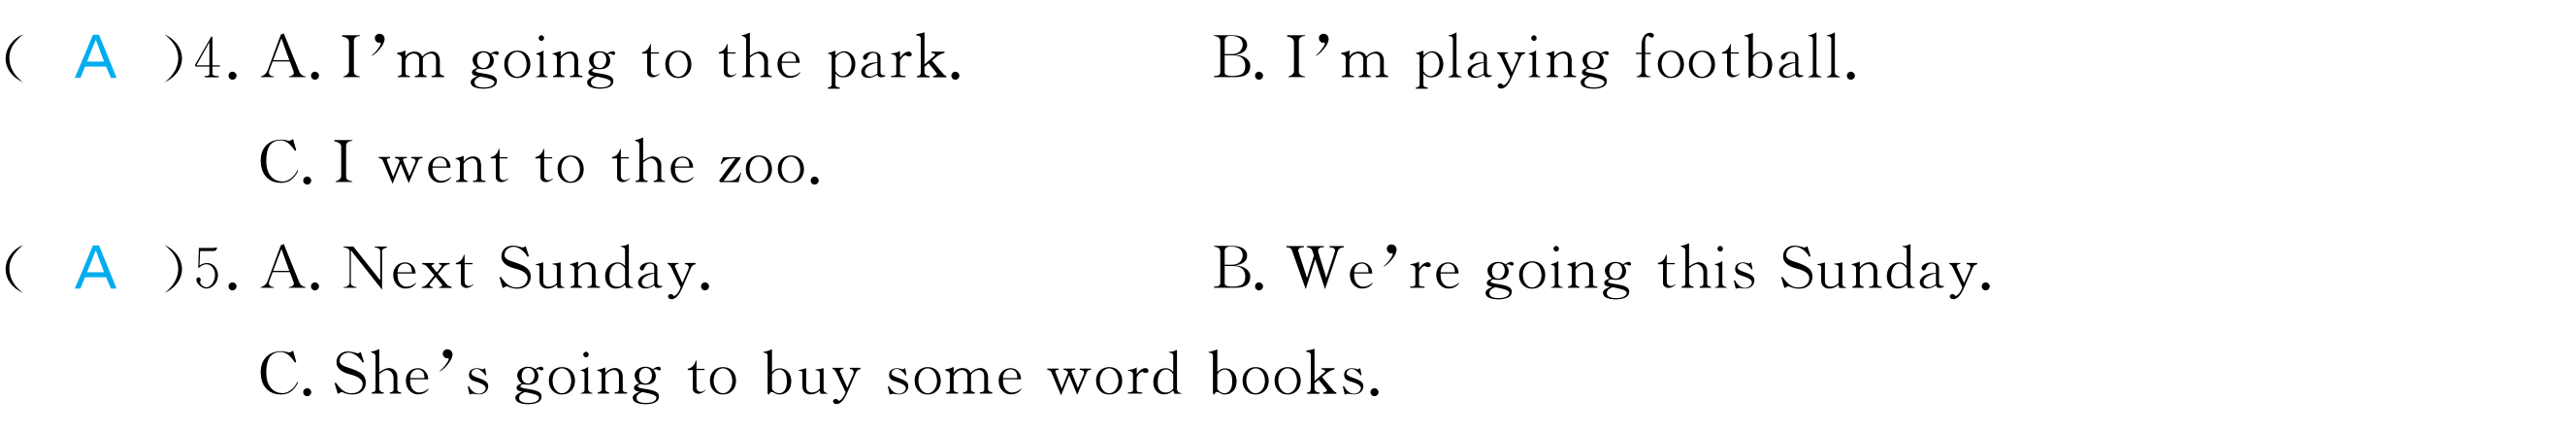 ( A )4. A. I’m going to the park. B. I’m playing football.
C. I went to the zoo.
( A )5. A. Next Sunday. B. We’re going this Sunday.
C. She’s going to buy some word books.